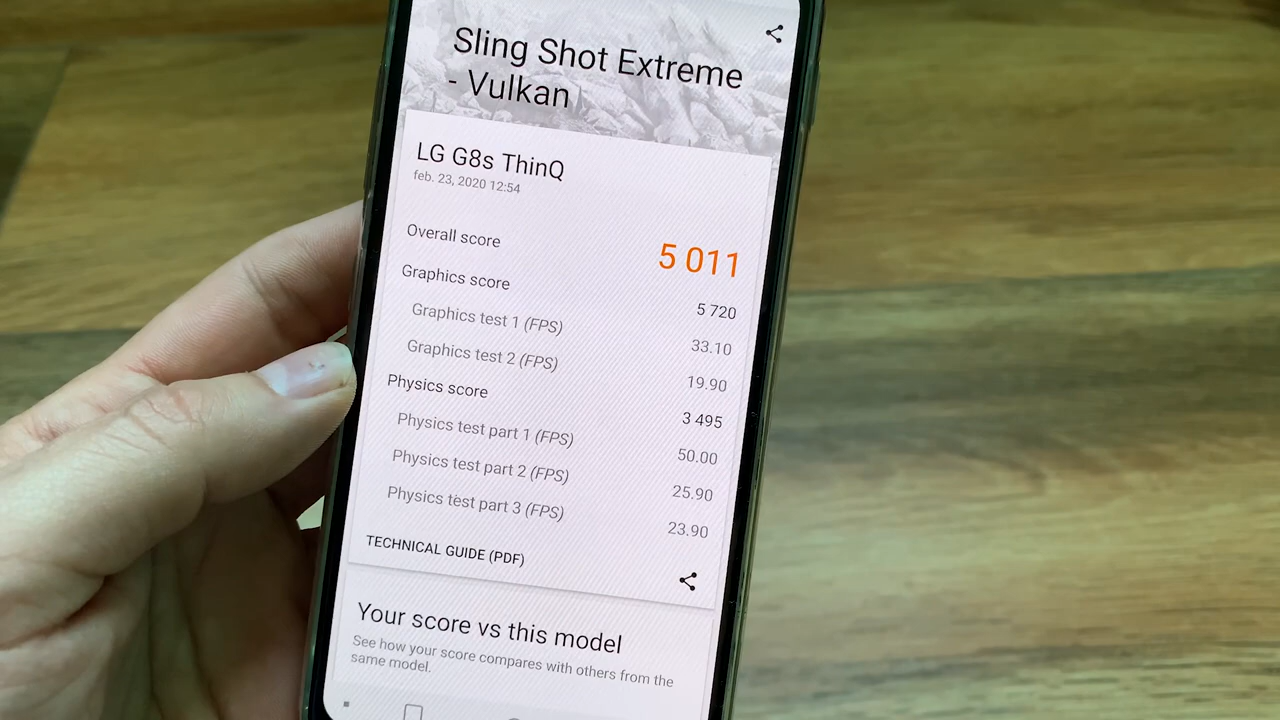 Sling Shot Extreme
- Vulkan
LG G8s ThinQ
feb. 23, 2020 12:54
Overall score 5 011
Graphics score 5 720
Graphics test 1 (FPS) 33.10
Graphics test 2 (FPS) 19.90
Physics score 3 495
Physics test part 1 (FPS) 50.00
Physics test part 2 (FPS) 25.90
Physics test part 3 (FPS) 23.90
TECHNICAL GUIDE (PDF)
Your score vs this model
See how your score compares with others from the
same model.